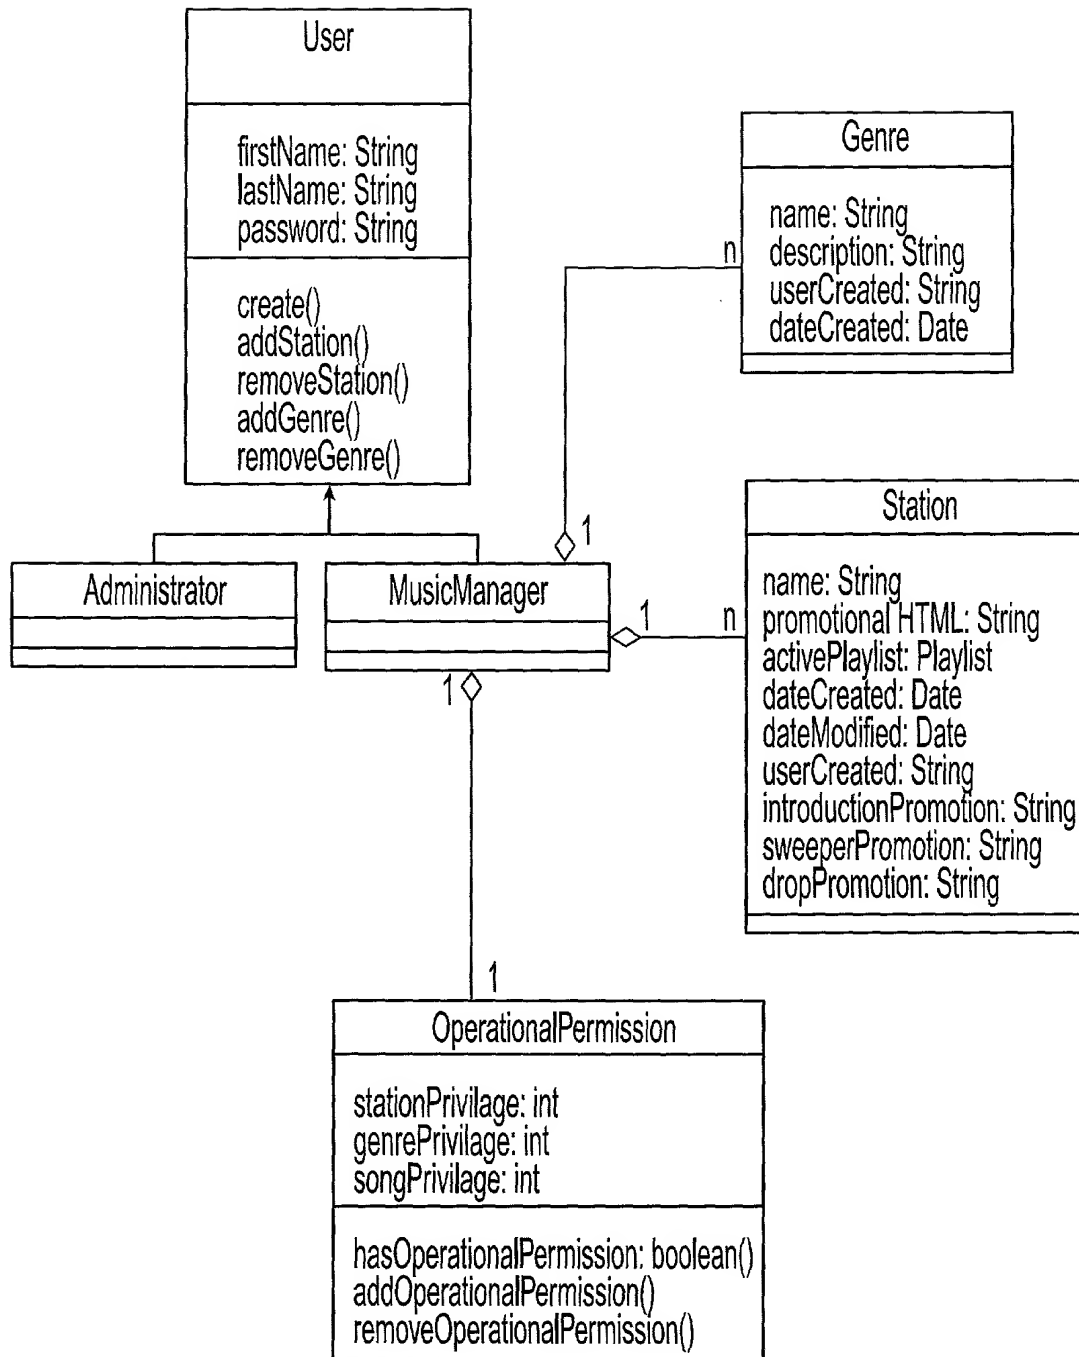 User
firstName: String
lastName: String
password: String
create()
addStation()
removeStation()
addGenre()
removeGenre()
Genre
name: String
description: String
userCreated: String
dateCreated: Date
n
1
Administrator
MusicManager
1
n
Station
name: String
promotional HTML: String
activePlaylist: Playlist
dateCreated: Date
dateModified: Date
userCreated: String
introductionPromotion: String
sweeperPromotion: String
dropPromotion: String
1
1
OperationalPermission
stationPrivilage: int
genrePrivilage: int
songPrivilage: int
hasOperationalPermission: boolean()
addOperationalPermission()
removeOperationalPermission()